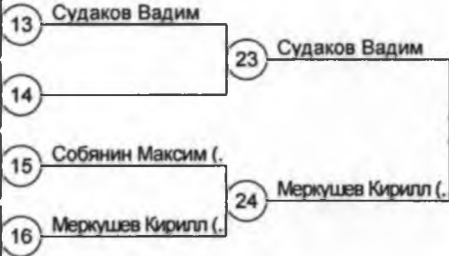 13 Судаков Вадим
23 Судаков Вадим
14
15 Собянин Максим (.
24 Меркушев Кирилл (.
16 Меркушев Кирилл (.